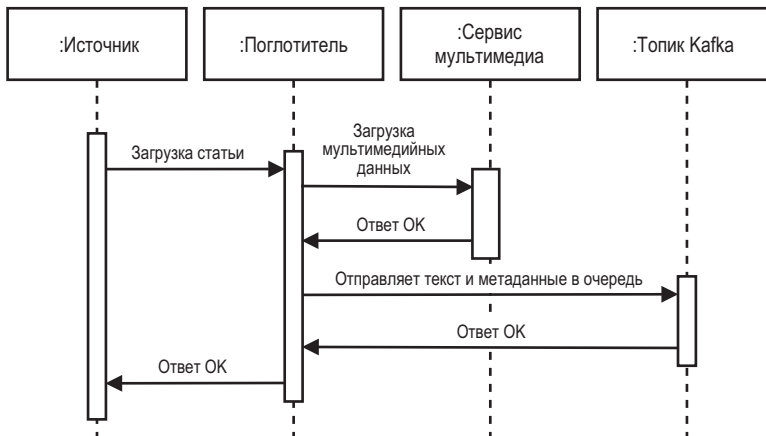 :Источник
:Поглотитель
:Сервис
мультимедиа
:Топик Kafka
Загрузка статьи
Загрузка
мультимедийных
данных
Ответ OK
Отправляет текст и метаданные в очередь
Ответ OK
Ответ OK